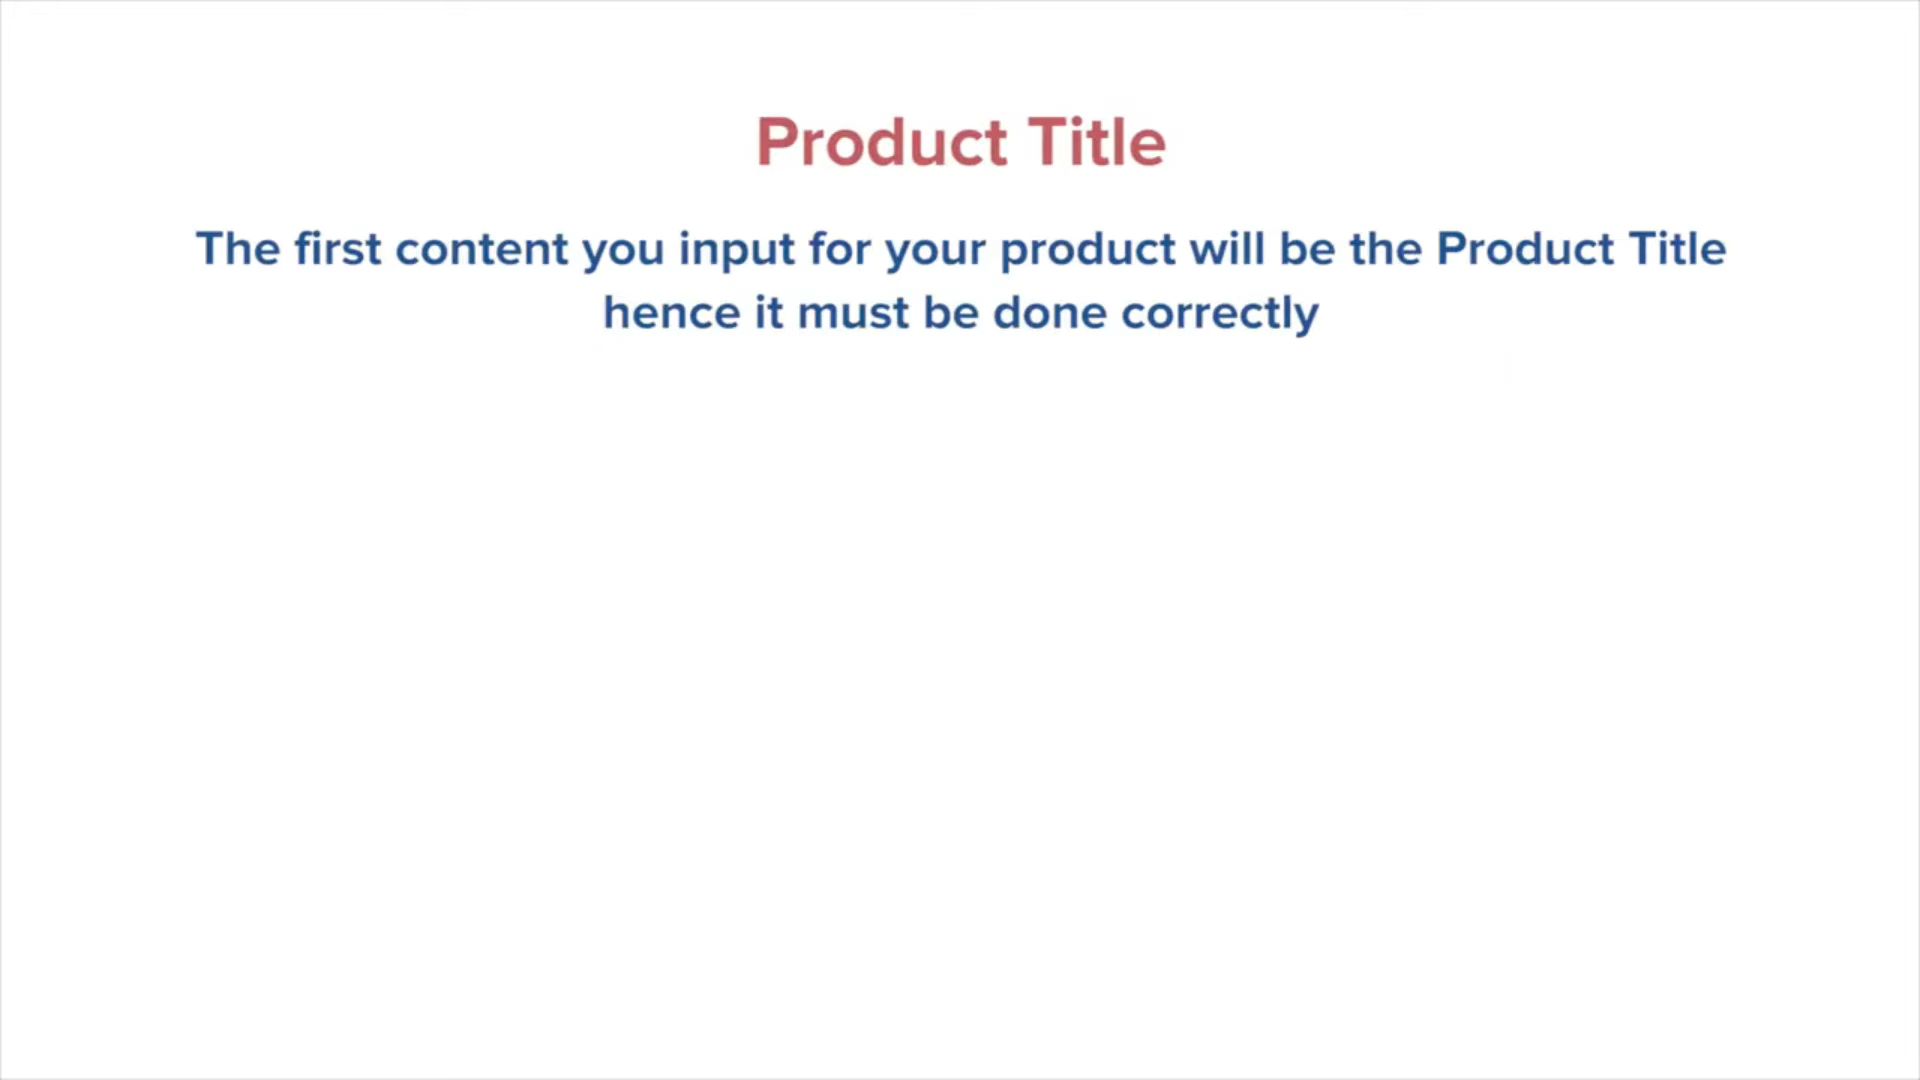 Product Title
The first content you input for your product will be the Product Title
hence it must be done correctly